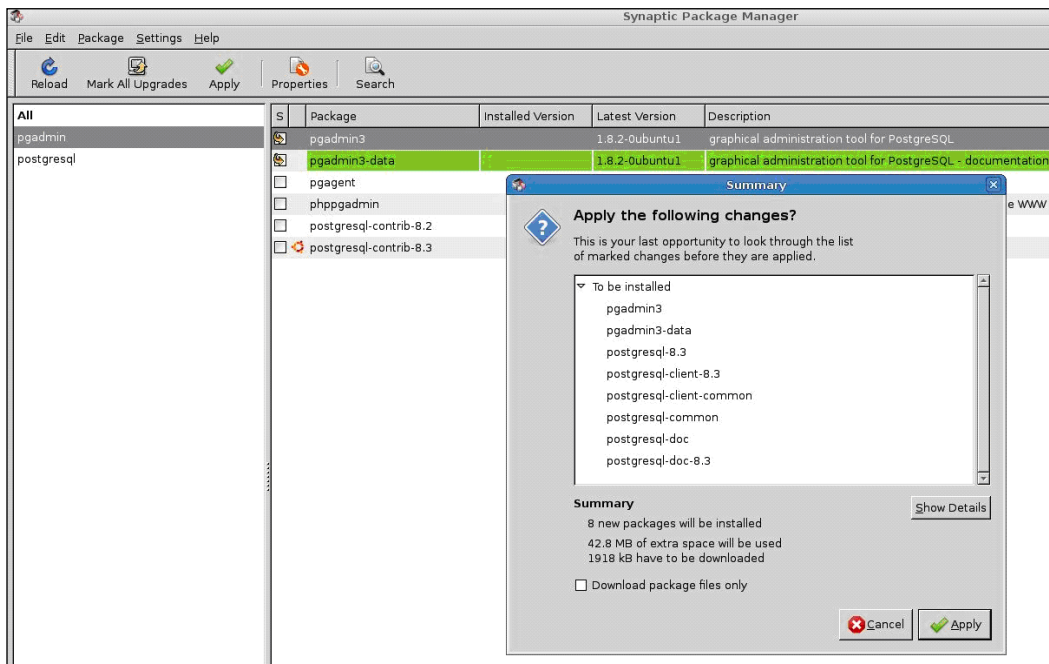 Synaptic Package Manager
File Edit Package Settings Help
Reload Mark All Upgrades Apply Properties Search
All
pgadmin
postgresql
S Package Installed Version Latest Version Description
pgadmin3 1.8.2-0ubuntu1 graphical administration tool for PostgreSQL
pgadmin3-data 1.8.2-0ubuntu1 graphical administration tool for PostgreSQL - documentation
pgagent
phppgadmin e WWW
postgresql-contrib-8.2
postgresql-contrib-8.3
Summary
Apply the following changes?
This is your last opportunity to look through the list
of marked changes before they are applied.
To be installed
pgadmin3
pgadmin3-data
postgresql-8.3
postgresql-client-8.3
postgresql-client-common
postgresql-common
postgresql-doc
postgresql-doc-8.3
Summary
Show Details
8 new packages will be installed
42.8 MB of extra space will be used
1918 kB have to be downloaded
Download package files only
Cancel Apply